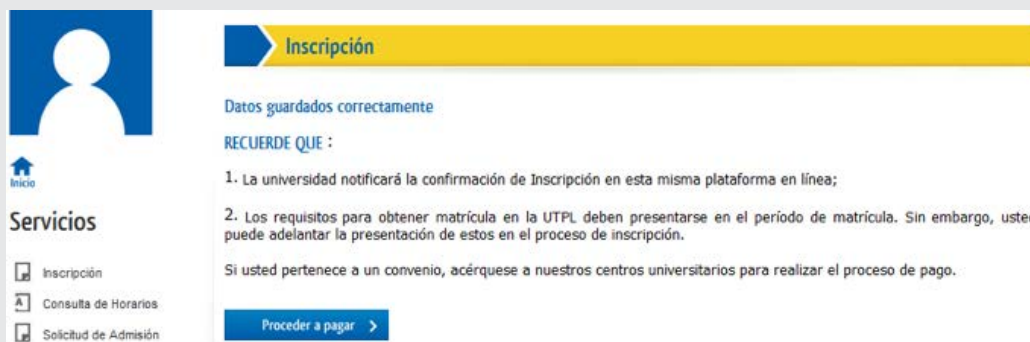 Inscripción
Datos guardados correctamente
RECUERDE QUE :
1. La universidad notificará la confirmación de Inscripción en esta misma plataforma en línea;
2. Los requisitos para obtener matrícula en la UTPL deben presentarse en el período de matrícula. Sin embargo, uste
puede adelantar la presentación de estos en el proceso de inscripción.
Si usted pertenece a un convenio, acérquese a nuestros centros universitarios para realizar el proceso de pago.
Proceder a pagar
Inicio
Servicios
Inscripción
Consulta de Horarios
Solicitud de Admisión